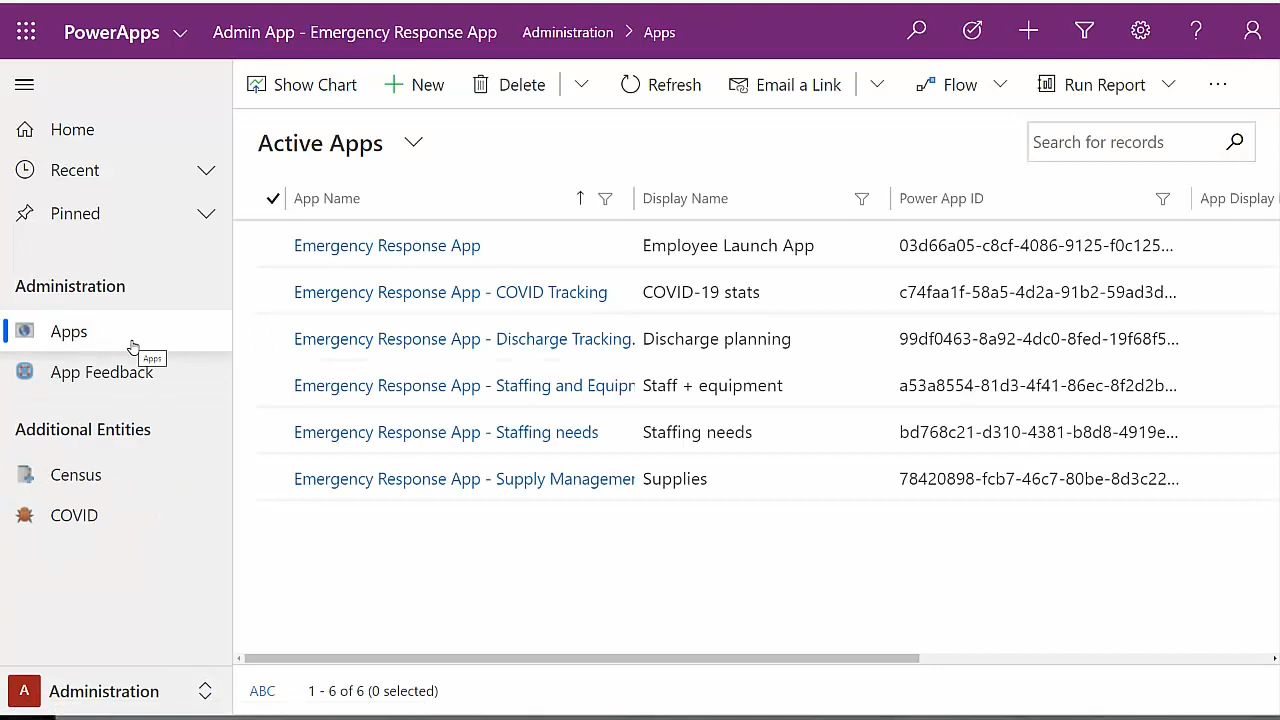 PowerApps Admin App - Emergency Response App Administration Apps
Show Chart New Delete Refresh Email a Link Flow Run Report
Home
Recent
Pinned
Administration
Apps
Apps
App Feedback
Additional Entities
Census
COVID
A Administration
Active Apps
Search for records
App Name Display Name Power App ID App Display
Emergency Response App Employee Launch App 03d66a05-c8cf-4086-9125-f0c125...
Emergency Response App - COVID Tracking COVID-19 stats c74faa1f-58a5-4d2a-91b2-59ad3d...
Emergency Response App - Discharge Tracking. Discharge planning 99df0463-8a92-4dc0-8fed-19f68f5...
Emergency Response App - Staffing and Equipr Staff + equipment a53a8554-81d3-4f41-86ec-8f2d2b...
Emergency Response App - Staffing needs Staffing needs bd768c21-d310-4381-b8d8-4919e...
Emergency Response App - Supply Managemer Supplies 78420898-fcb7-46c7-80be-8d3c22...
ABC 1 - 6 of 6 (0 selected)